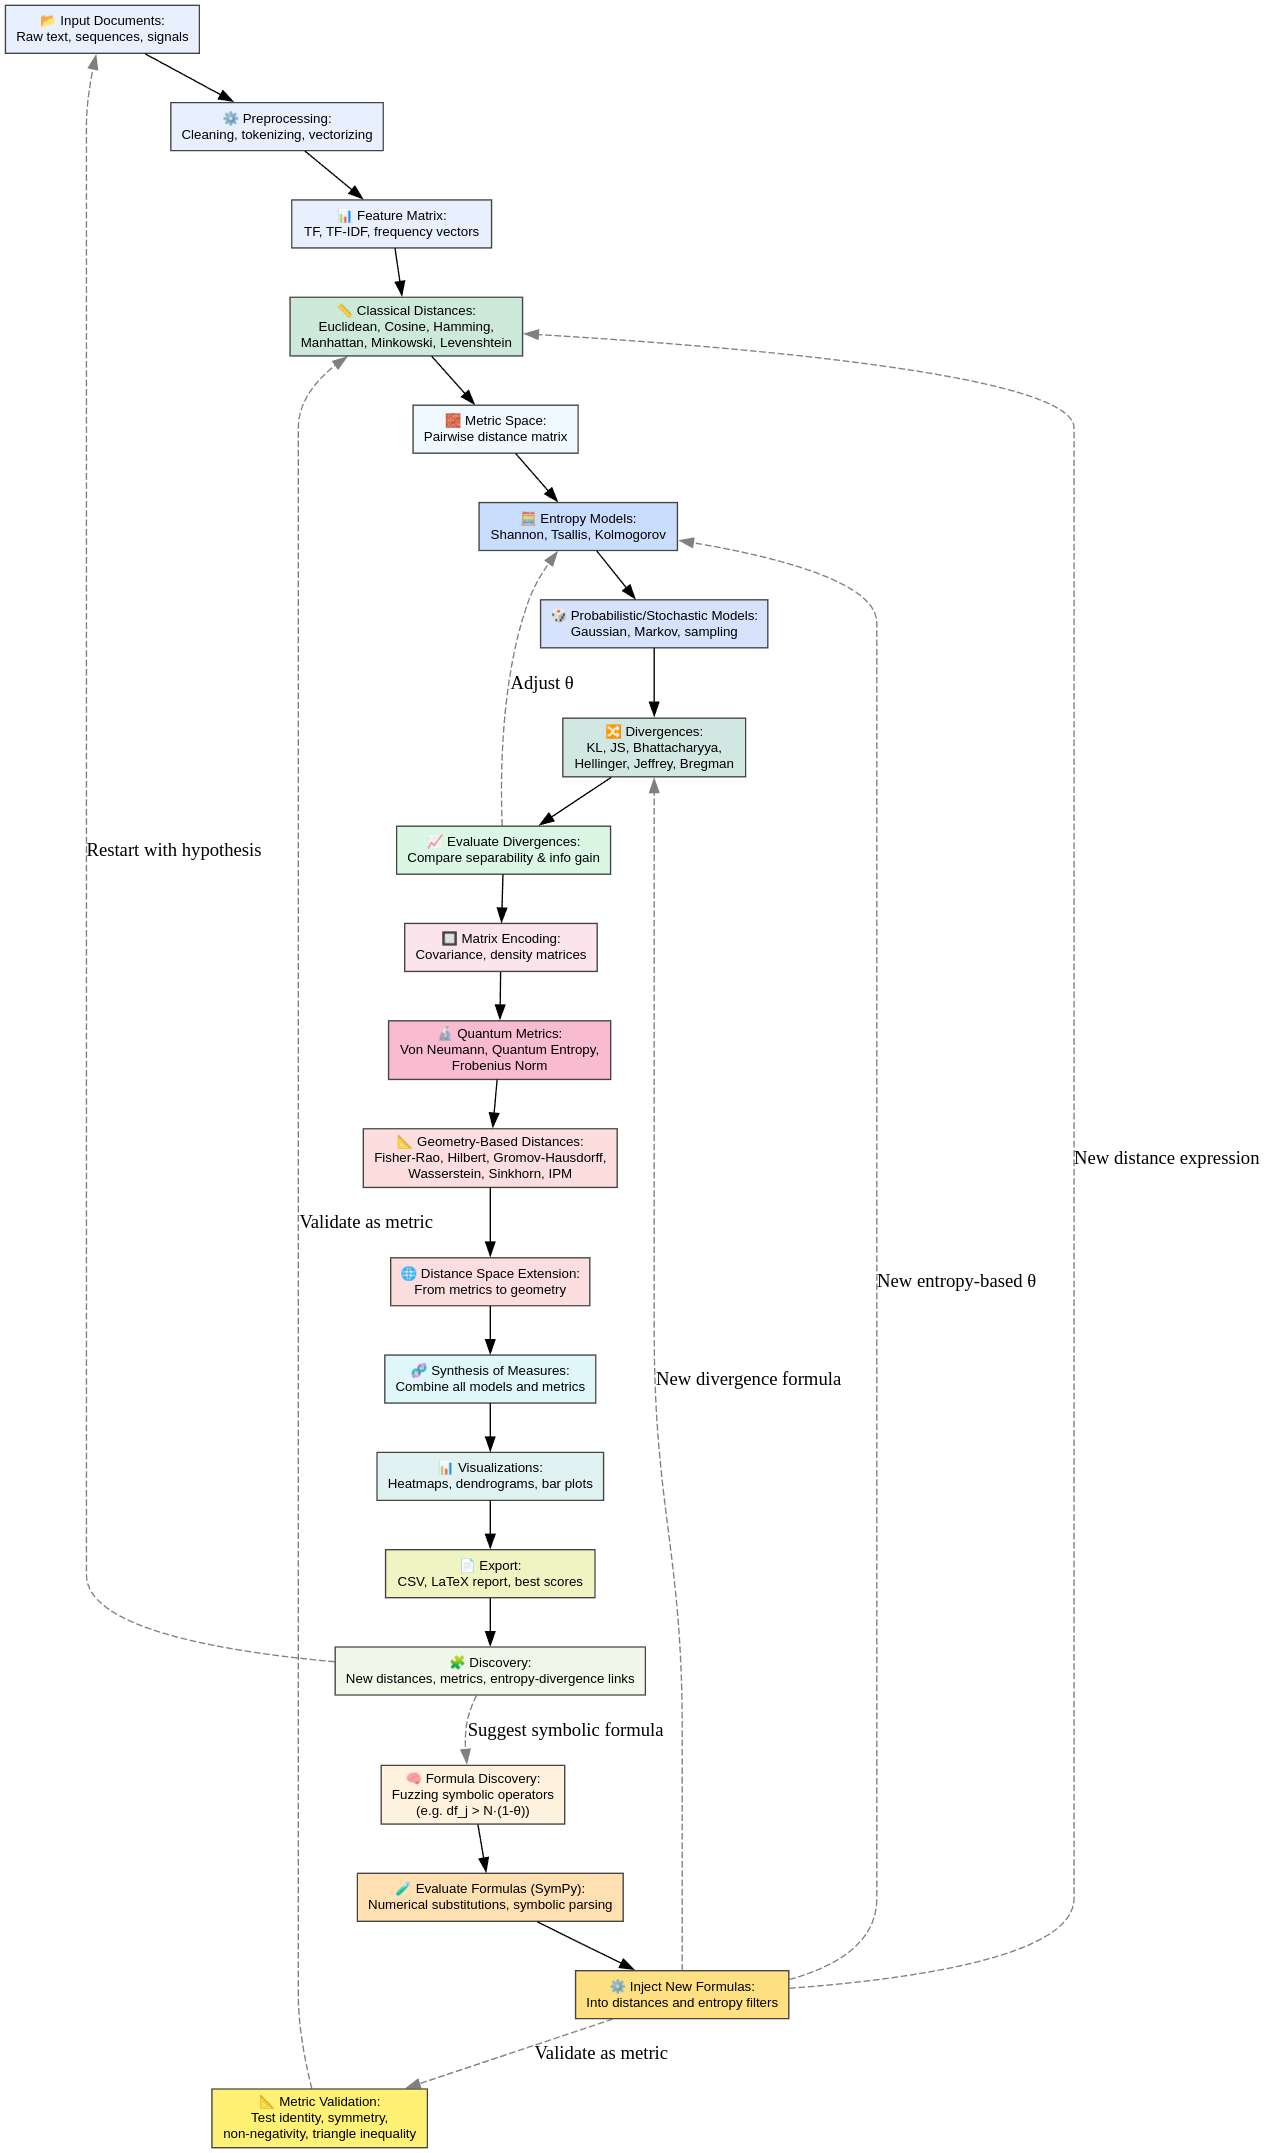 📂 Input Documents:
Raw text, sequences, signals
⚙️ Preprocessing:
Cleaning, tokenizing, vectorizing
📊 Feature Matrix:
TF, TF-IDF, frequency vectors
📏 Classical Distances:
Euclidean, Cosine, Hamming,
Manhattan, Minkowski, Levenshtein
🧱 Metric Space:
Pairwise distance matrix
🧮 Entropy Models:
Shannon, Tsallis, Kolmogorov
🎲 Probabilistic/Stochastic Models:
Gaussian, Markov, sampling
Adjust θ
🔀 Divergences:
KL, JS, Bhattacharyya,
Hellinger, Jeffrey, Bregman
📈 Evaluate Divergences:
Compare separability & info gain
Restart with hypothesis
🔲 Matrix Encoding:
Covariance, density matrices
🔬 Quantum Metrics:
Von Neumann, Quantum Entropy,
Frobenius Norm
📐 Geometry-Based Distances:
Fisher-Rao, Hilbert, Gromov-Hausdorff,
Wasserstein, Sinkhorn, IPM
New distance expression
Validate as metric
🌐 Distance Space Extension:
From metrics to geometry
New entropy-based θ
🧬 Synthesis of Measures:
Combine all models and metrics
New divergence formula
📊 Visualizations:
Heatmaps, dendrograms, bar plots
📄 Export:
CSV, LaTeX report, best scores
🧩 Discovery:
New distances, metrics, entropy-divergence links
Suggest symbolic formula
🧠 Formula Discovery:
Fuzzing symbolic operators
(e.g. df_j > N·(1-θ))
🧪 Evaluate Formulas (SymPy):
Numerical substitutions, symbolic parsing
⚙️ Inject New Formulas:
Into distances and entropy filters
Validate as metric
📐 Metric Validation:
Test identity, symmetry,
non-negativity, triangle inequality